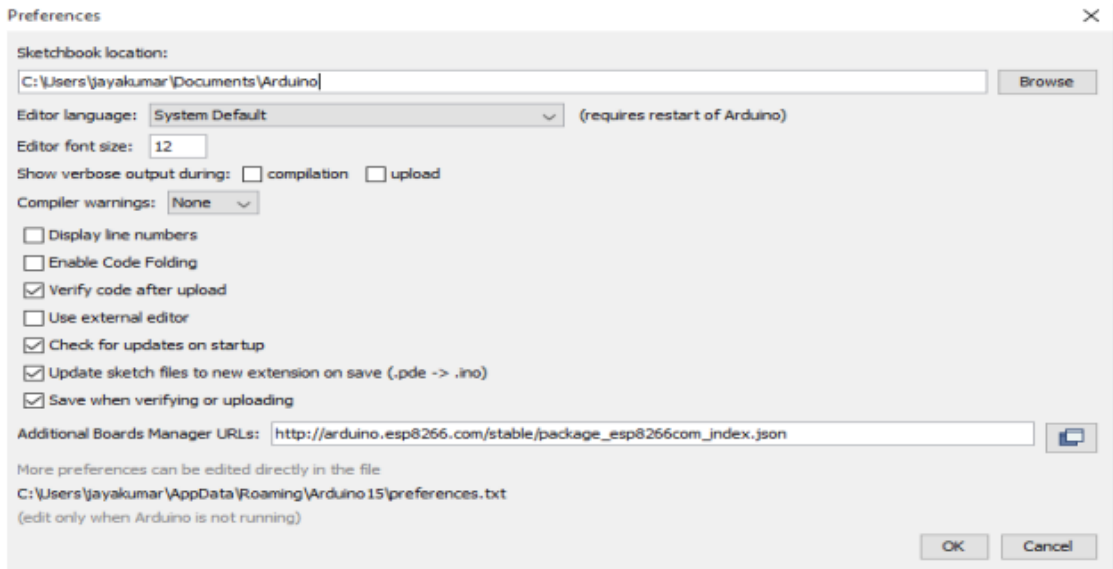 Preferences
Sketchbook location:
C:\Users\jayakumar\Documents\Arduino
Browse
Editor language: System Default (requires restart of Arduino)
Editor font size: 12
Show verbose output during: compilation upload
Compiler warnings: None
Display line numbers
Enable Code Folding
Verify code after upload
Use external editor
Check for updates on startup
Update sketch files to new extension on save (.pde -> .ino)
Save when verifying or uploading
Additional Boards Manager URLs: http://arduino.esp8266.com/stable/package_esp8266com_index.json
More preferences can be edited directly in the file
C:\Users\jayakumar\AppData\Roaming\Arduino15\preferences.txt
(edit only when Arduino is not running)
OK Cancel